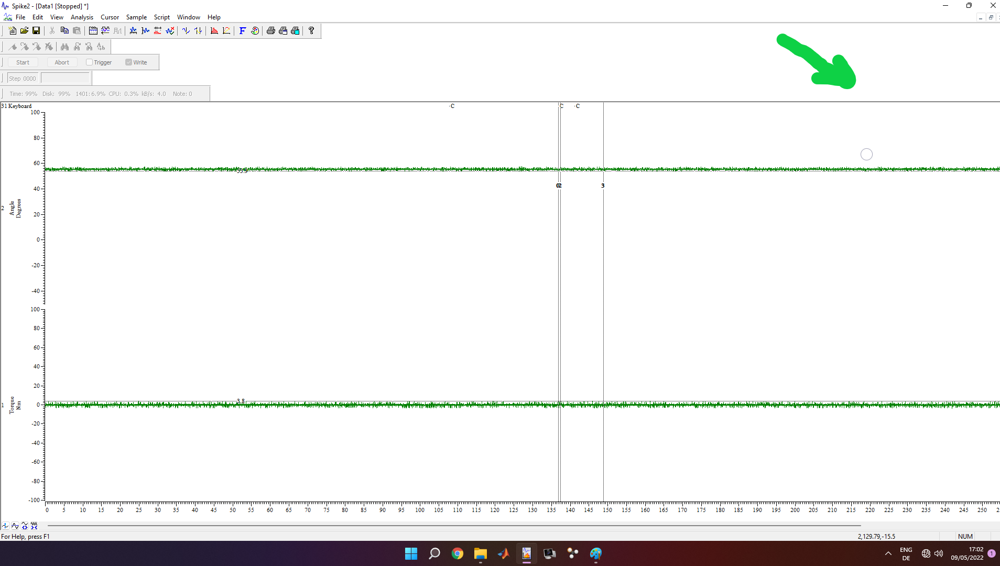 Spike2 - [Data1 [Stopped] *]
File Edit View Analysis Cursor Sample Script Window Help
Start Abort Trigger Write
Step 0000
Time: 99% Disk: 99% 1401: 6.9% CPU: 0.3% kB/s: 4.0 Note: 0
31 Keyboard C C C
100
80
60
40
20
0
-20
-40
2 Angle
Degrees
0 2 3
100
80
60
40
20
0
-20
-40
-60
-80
-100
1 Torque
Nm
3.8
0 5 10 15 20 25 30 35 40 45 50 55 60 65 70 75 80 85 90 95 100 105 110 115 120 125 130 135 140 145 150 155 160 165 170 175 180 185 190 195 200 205 210 215 220 225 230 235 240 245 250
For Help, press F1 2,129.79,-15.5 NUM
ENG 17:02
DE 09/05/2022 1